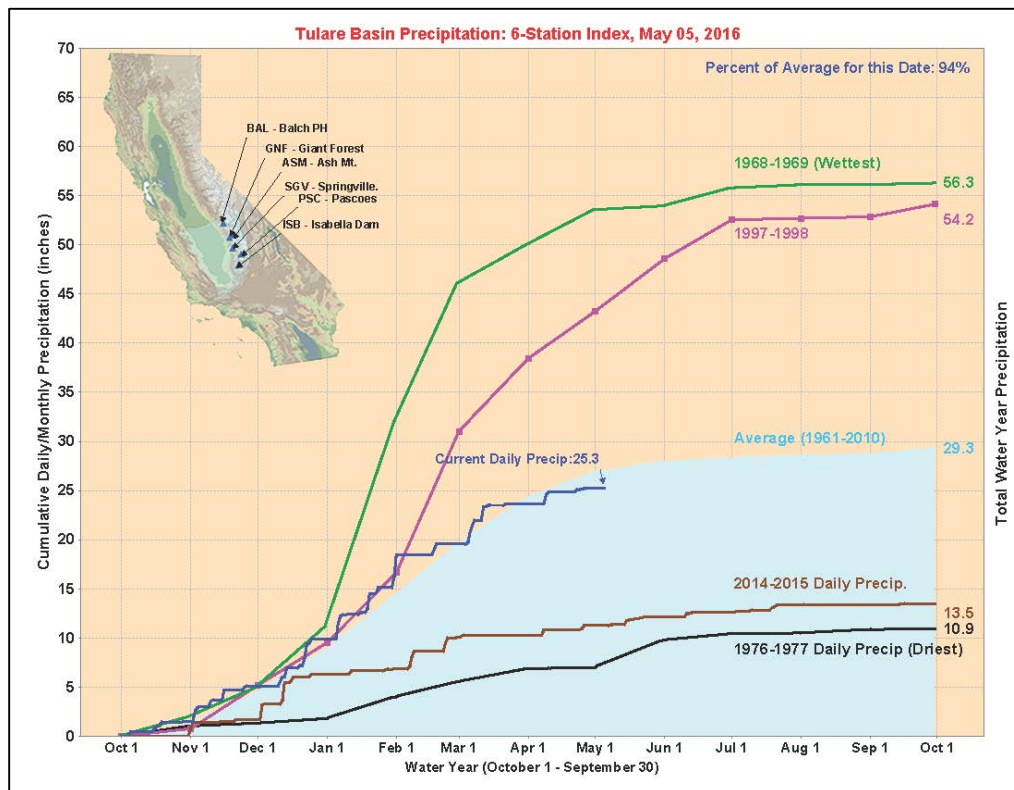 Tulare Basin Precipitation: 6-Station Index, May 05, 2016
Percent of Average for this Date: 94%
Cumulative Daily/Monthly Precipitation (inches)
70
65
60
55
50
45
40
35
30
25
20
15
10
5
0
BAL - Balch PH
GNF - Giant Forest
ASM - Ash Mt.
SGV - Springville.
PSC - Pascoes
ISB - Isabella Dam
1968-1969 (Wettest)
56.3
54.2
1997-1998
Average (1961-2010)
29.3
Current Daily Precip:25.3
2014-2015 Daily Precip.
13.5
10.9
1976-1977 Daily Precip (Driest)
Total Water Year Precipitation
Oct 1 Nov 1 Dec 1 Jan 1 Feb 1 Mar 1 Apr 1 May 1 Jun 1 Jul 1 Aug 1 Sep 1 Oct 1
Water Year (October 1 - September 30)